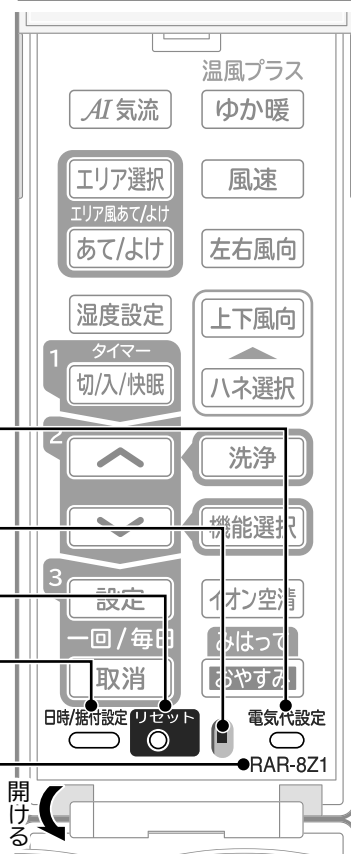 温風プラス
AI 気流
ゆか暖
エリア選択
風速
エリア風あて/よけ
あて/よけ
左右風向
湿度設定
上下風向
1 タイマー
切/入/快眠
ハネ選択
2
洗浄
機能選択
3
設定
イオン空清
一回/毎日
みはって
取消
おやすみ
日時/据付設定
リセット
電気代設定
RAR-8Z1
開ける